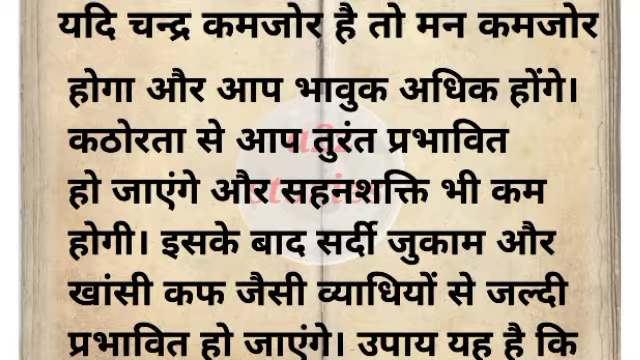 यदि चन्द्र कमजोर है तो मन कमजोर
होगा और आप भावुक अधिक होंगे।
कठोरता से आप तुरंत प्रभावित
हो जाएंगे और सहनशक्ति भी कम
होगी। इसके बाद सर्दी जुकाम और
खांसी कफ जैसी व्याधियों से जल्दी
प्रभावित हो जाएंगे। उपाय यह है कि